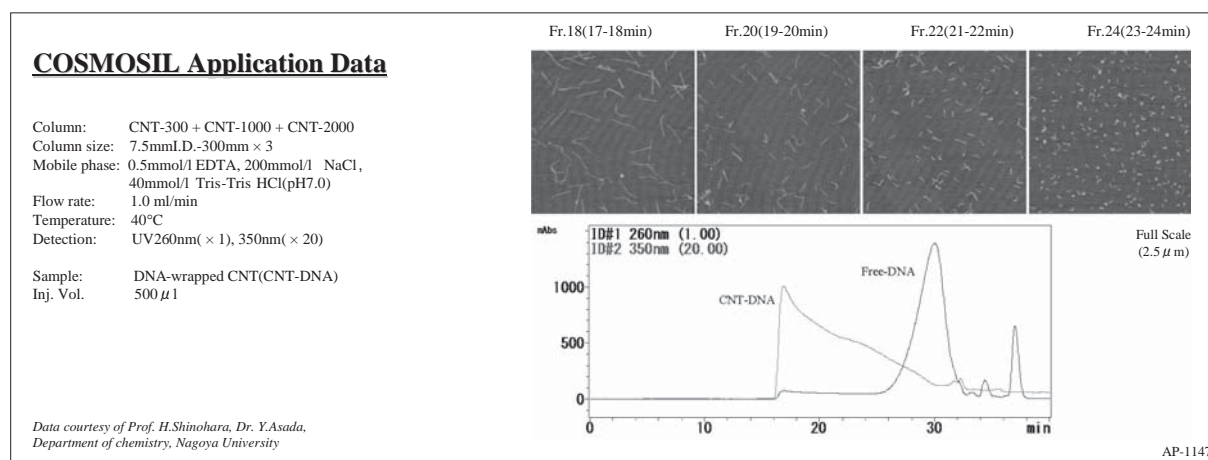 COSMOSIL Application Data
Column: CNT-300 + CNT-1000 + CNT-2000
Column size: 7.5mmI.D.-300mm × 3
Mobile phase: 0.5mmol/l EDTA, 200mmol/l NaCl,
40mmol/l Tris-Tris HCl(pH7.0)
Flow rate: 1.0 ml/min
Temperature: 40°C
Detection: UV260nm( × 1), 350nm( × 20)
Sample: DNA-wrapped CNT(CNT-DNA)
Inj. Vol. 500 μ l
Data courtesy of Prof. H.Shinohara, Dr. Y.Asada,
Department of chemistry, Nagoya University
Fr.18(17-18min) Fr.20(19-20min) Fr.22(21-22min) Fr.24(23-24min)
Full Scale
(2.5 μ m)
mAbs
ID#1 260nm (1.00)
ID#2 350nm (20.00)
Free-DNA
CNT-DNA
1000
500
0
0 10 20 30 min
AP-1147